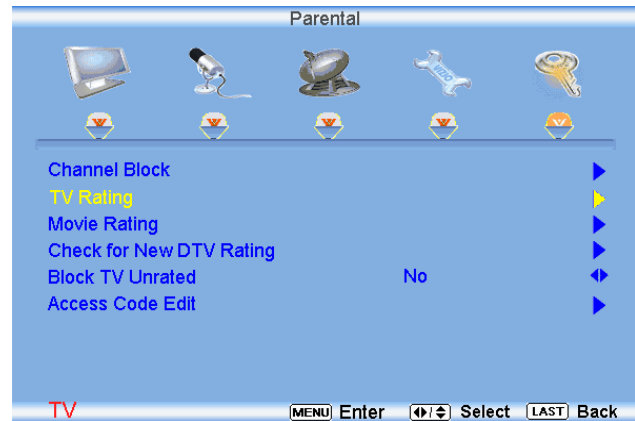 Parental
VIZIO
Channel Block
TV Rating
Movie Rating
Check for New DTV Rating
Block TV Unrated No
Access Code Edit
TV MENU Enter Select LAST Back